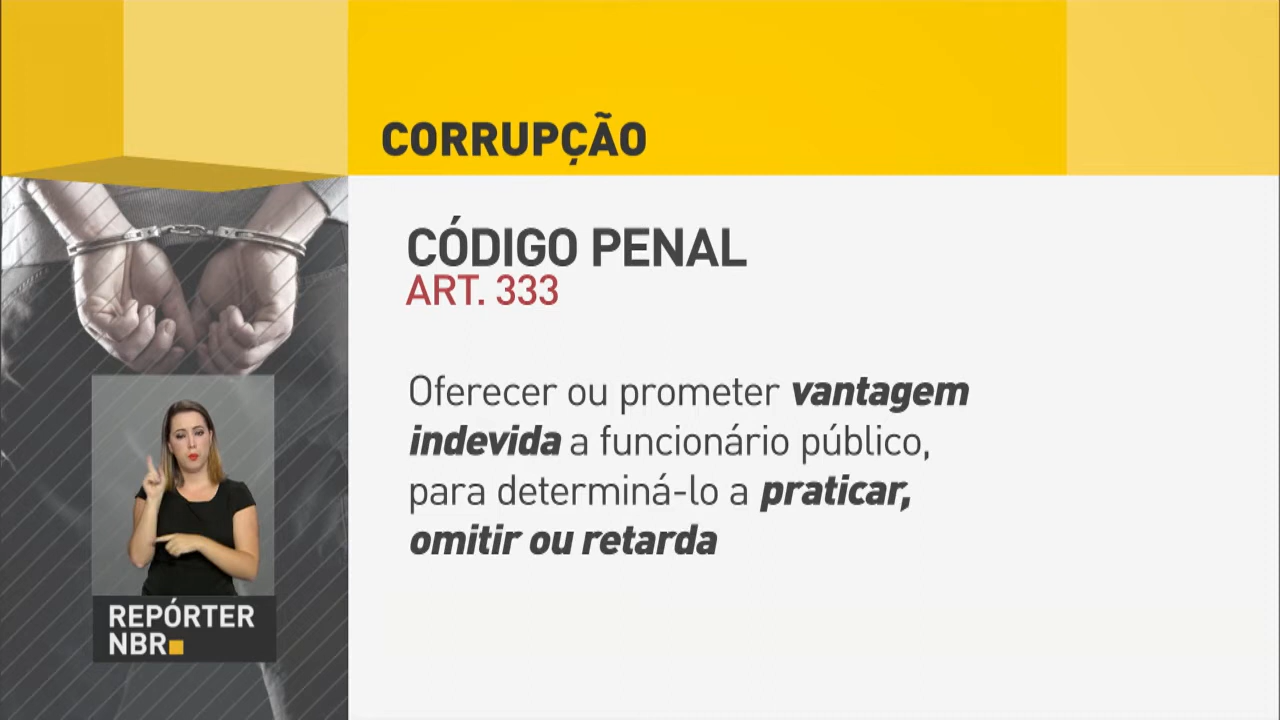 CORRUPÇÃO
CÓDIGO PENAL
ART. 333
Oferecer ou prometer vantagem
indevida a funcionário público,
para determiná-lo a praticar,
omitir ou retarda
REPÓRTER
NBR